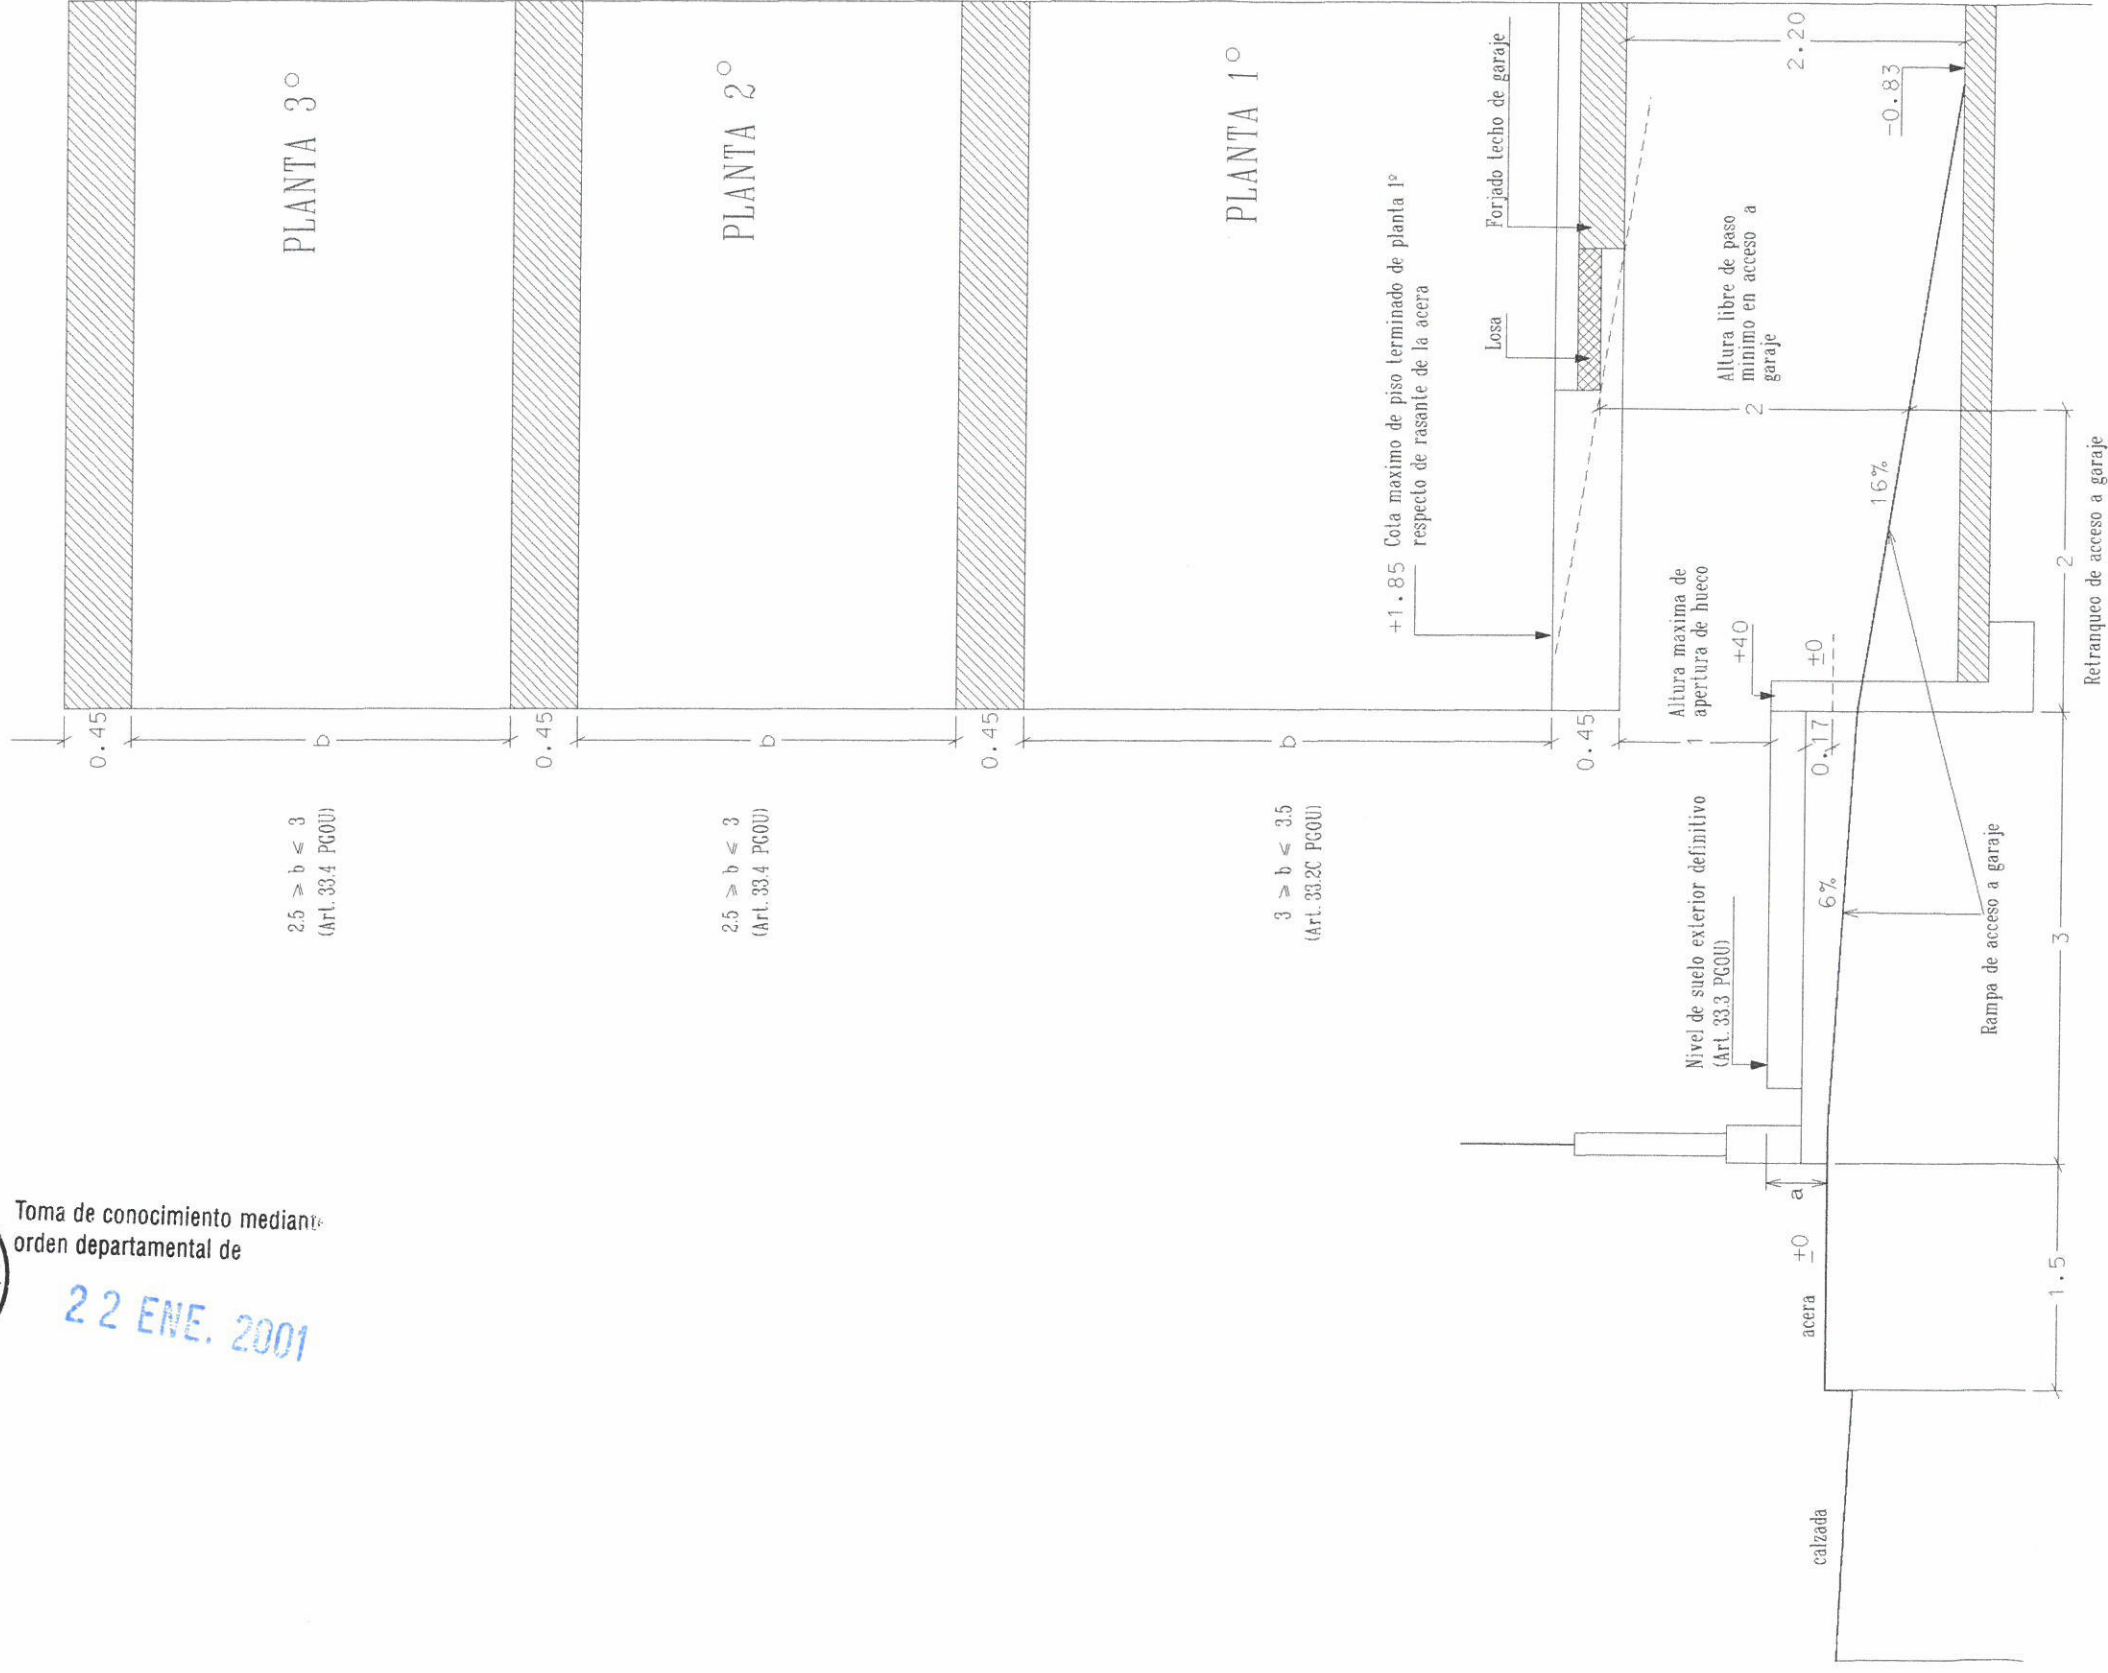 PLANTA 3°
0.45
b
2.5 ⩾ b ⩽ 3
(Art. 33.4 PGOU)
PLANTA 2°
0.45
b
2.5 ⩾ b ⩽ 3
(Art. 33.4 PGOU)
PLANTA 1°
0.45
b
3 ⩾ b ⩽ 3.5
(Art. 33.2C PGOU)
+1.85 Cota maximo de piso terminado de planta 1º
respecto de rasante de la acera
Forjado techo de garaje
Losa
0.45
1
Altura maxima de
apertura de hueco
+40
±0
0.17
Altura libre de paso
minimo en acceso a
garaje
2
2.20
-0.83
16%
2
Retranqueo de acceso a garaje
Nivel de suelo exterior definitivo
(Art. 33.3 PGOU)
6%
Rampa de acceso a garaje
3
a
±0
acera
1.5
calzada
Toma de conocimiento mediante
orden departamental de
22 ENE. 2001